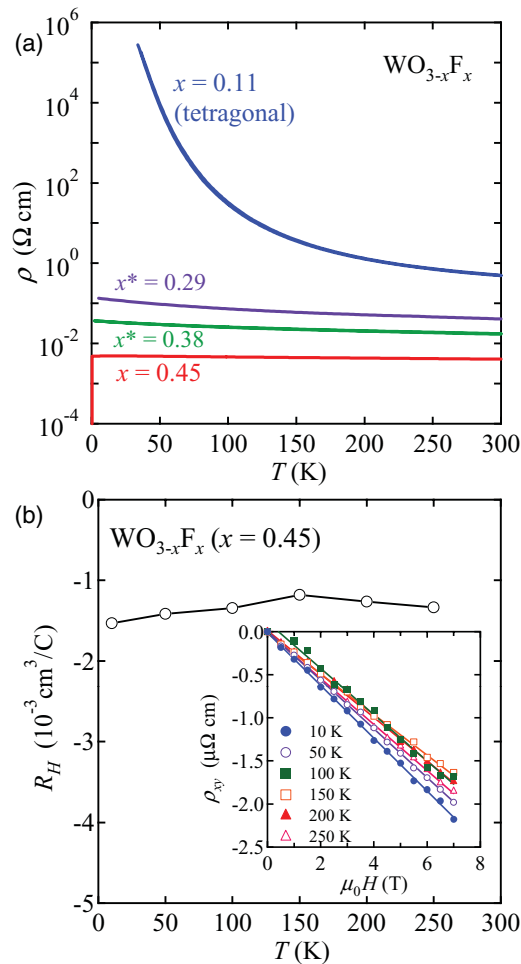 (a)
WO3-xFx
x = 0.11
(tetragonal)
x* = 0.29
x* = 0.38
x = 0.45
10^6
10^4
10^2
10^0
10^-2
10^-4
ρ (Ω cm)
0 50 100 150 200 250 300
T (K)
(b)
WO3-xFx (x = 0.45)
0
-1
-2
-3
-4
-5
R_H (10^-3 cm^3/C)
0.0
-0.5
-1.0
-1.5
-2.0
-2.5
ρxy (μΩ cm)
10 K
50 K
100 K
150 K
200 K
250 K
0 2 4 6 8
μ0H (T)
0 50 100 150 200 250 300
T (K)